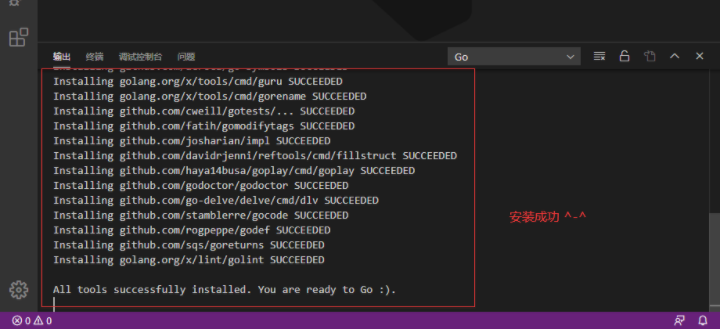 输出 终端 调试控制台 问题 Go
Installing golang.org/x/tools/cmd/guru SUCCEEDED
Installing golang.org/x/tools/cmd/gorename SUCCEEDED
Installing github.com/cweill/gotests/... SUCCEEDED
Installing github.com/fatih/gomodifytags SUCCEEDED
Installing github.com/josharian/impl SUCCEEDED
Installing github.com/davidrjenni/reftools/cmd/fillstruct SUCCEEDED
Installing github.com/haya14busa/goplay/cmd/goplay SUCCEEDED
Installing github.com/godoctor/godoctor SUCCEEDED
Installing github.com/go-delve/delve/cmd/dlv SUCCEEDED
Installing github.com/stamblerre/gocode SUCCEEDED
安装成功 ^-^
Installing github.com/rogpeppe/godef SUCCEEDED
Installing github.com/sqs/goreturns SUCCEEDED
Installing golang.org/x/lint/golint SUCCEEDED
All tools successfully installed. You are ready to Go :).
0 0